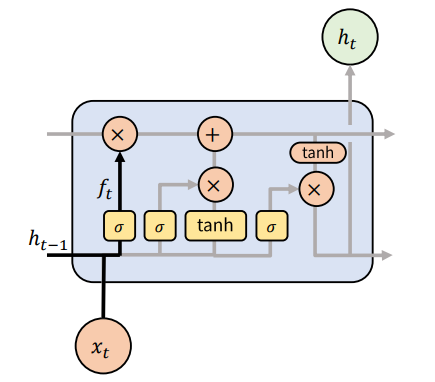 h_t
× +
tanh
f_t × ×
σ σ tanh σ
h_{t−1}
x_t